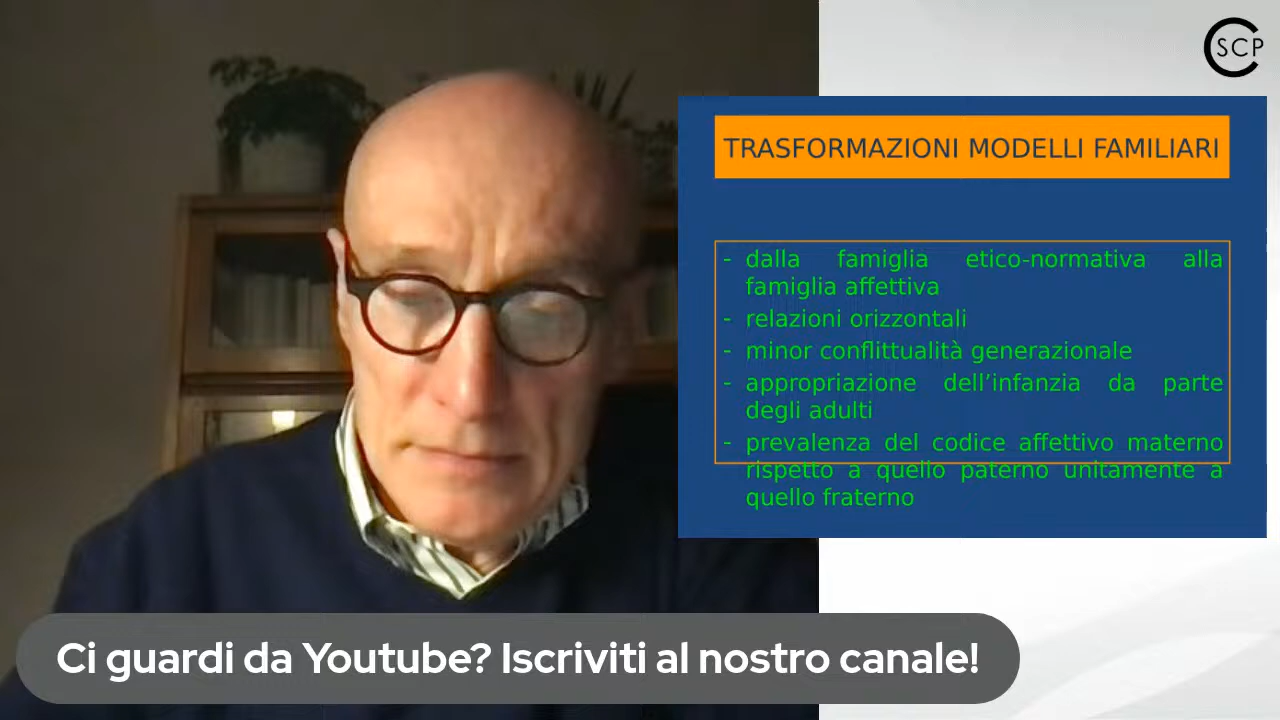 SCP
TRASFORMAZIONI MODELLI FAMILIARI
- dalla famiglia etico-normativa alla
famiglia affettiva
- relazioni orizzontali
- minor conflittualità generazionale
- appropriazione dell'infanzia da parte
degli adulti
- prevalenza del codice affettivo materno
rispetto a quello paterno unitamente a
quello fraterno
Ci guardi da Youtube? Iscriviti al nostro canale!